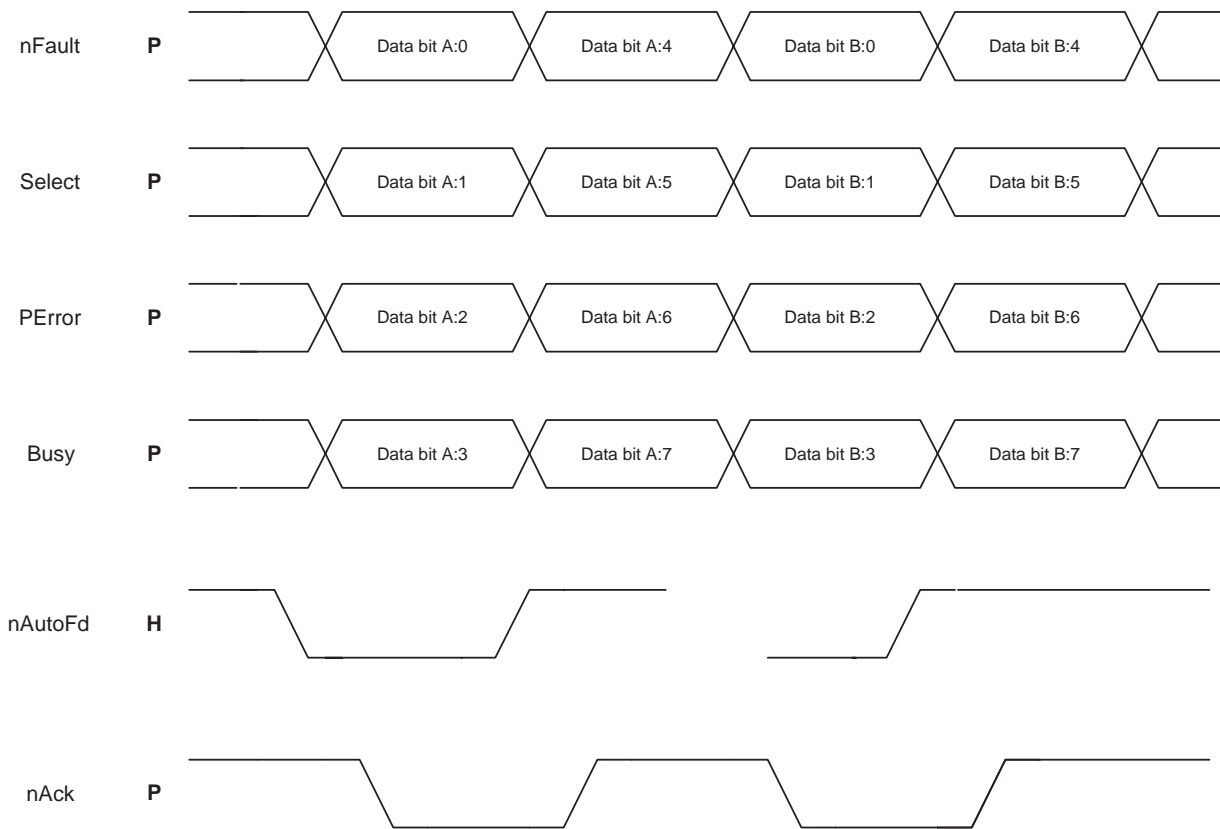 nFault P Data bit A:0 Data bit A:4 Data bit B:0 Data bit B:4
Select P Data bit A:1 Data bit A:5 Data bit B:1 Data bit B:5
PError P Data bit A:2 Data bit A:6 Data bit B:2 Data bit B:6
Busy P Data bit A:3 Data bit A:7 Data bit B:3 Data bit B:7
nAutoFd H
nAck P